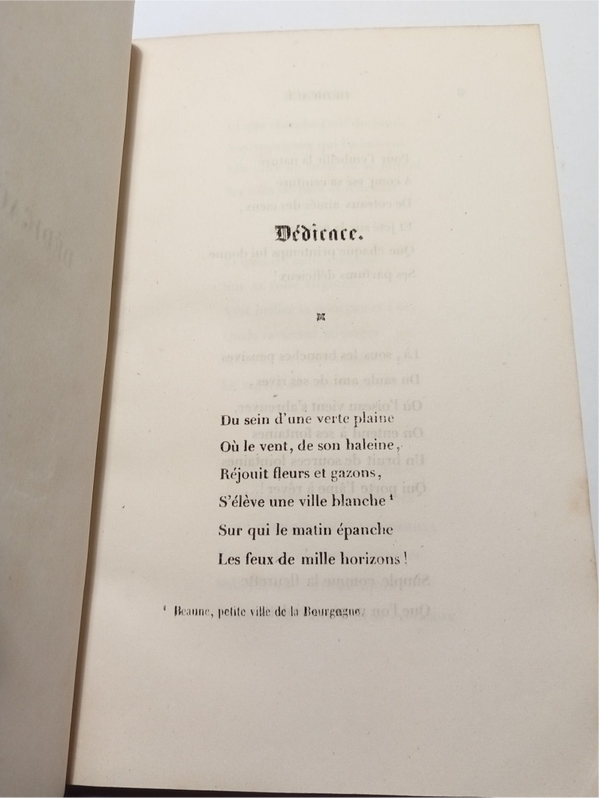 Dédicace.
Du sein d'une verte plaine
Où le vent, de son haleine,
Réjouit fleurs et gazons,
S'élève une ville blanche ¹
Sur qui le matin épanche
Les feux de mille horizons !
¹ Beaune, petite ville de la Bourgogne.